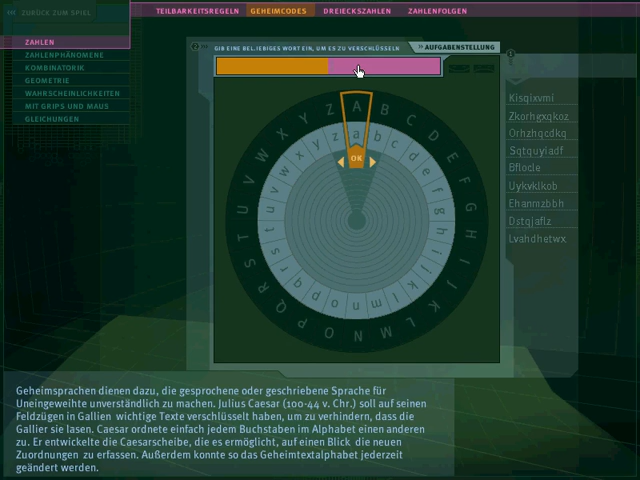 ZURÜCK ZUM SPIEL
TEILBARKEITSREGELN GEHEIMCODES DREIECKSZAHLEN ZAHLENFOLGEN
ZAHLEN
ZAHLENPHÄNOMENE
KOMBINATORIK
GEOMETRIE
WAHRSCHEINLICHKEITEN
MIT GRIPS UND MAUS
GLEICHUNGEN
GIB EINE BELIEBIGES WORT EIN, UM ES ZU VERSCHLÜSSELN
AUFGABENSTELLUNG
A B C D E F G H I J K L M N O P Q R S T U V W X Y Z
a b c d e f g h i j k l m n o p q r s t u v w x y z
OK
Kisqixvmi
Zkorhgxqkoz
Orhzhqcdkq
Sqtquyiadf
Bflocle
Uykvklkob
Ehanmzbbh
Dstqjaflz
Lvahdhetwx
Geheimsprachen dienen dazu, die gesprochene oder geschriebene Sprache für
Uneingeweihte unverständlich zu machen. Julius Caesar (100-44 v. Chr.) soll auf seinen
Feldzügen in Gallien wichtige Texte verschlüsselt haben, um zu verhindern, dass die
Gallier sie lasen. Caesar ordnete einfach jedem Buchstaben im Alphabet einen anderen
zu. Er entwickelte die Caesarscheibe, die es ermöglicht, auf einen Blick die neuen
Zuordnungen zu erfassen. Außerdem konnte so das Geheimtextalphabet jederzeit
geändert werden.